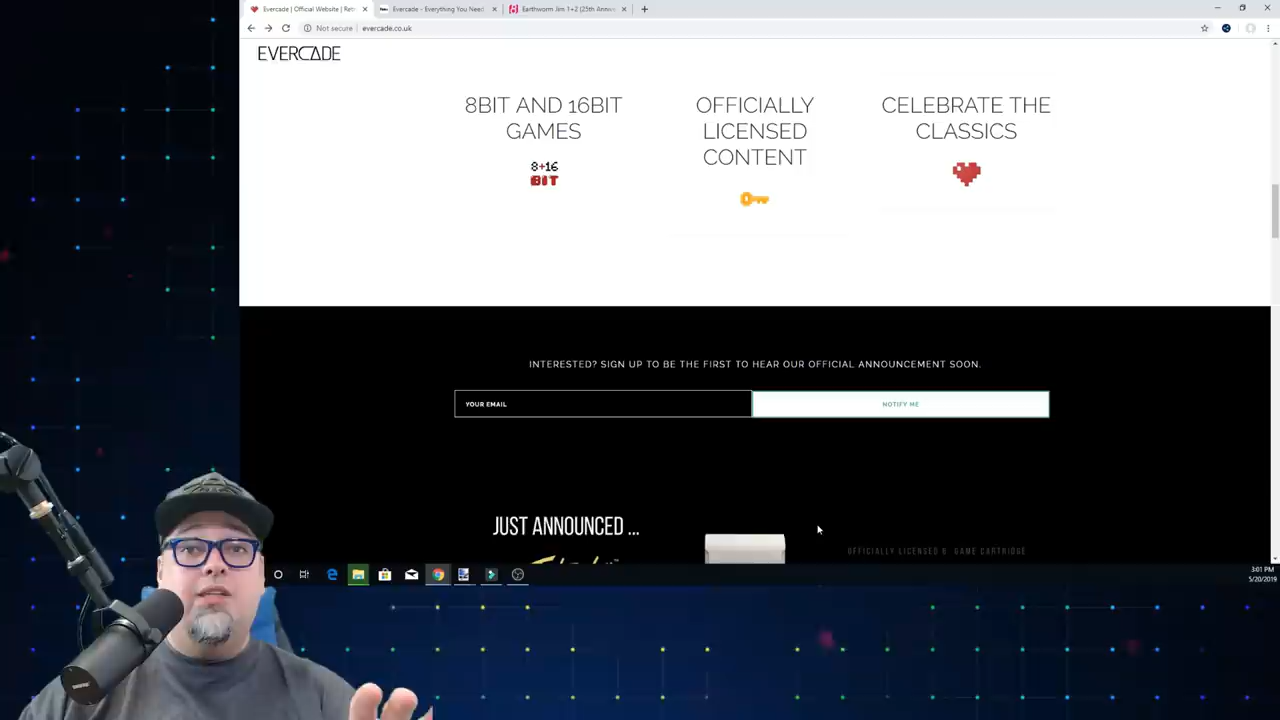 Evercade | Official Website | Retr
Evercade - Everything You Need
Earthworm Jim 1+2 (25th Anniv
Not secure | evercade.co.uk
EVERCADE
8BIT AND 16BIT
GAMES
8+16
BIT
OFFICIALLY
LICENSED
CONTENT
CELEBRATE THE
CLASSICS
INTERESTED? SIGN UP TO BE THE FIRST TO HEAR OUR OFFICIAL ANNOUNCEMENT SOON.
YOUR EMAIL
NOTIFY ME
JUST ANNOUNCED ...
OFFICIALLY LICENSED GAME CARTRIDGE
3:01 PM
5/20/2019